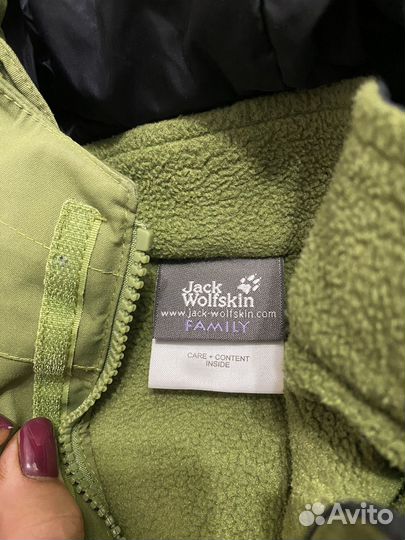 Jack
Wolfskin
www.jack-wolfskin.com
FAMILY
CARE + CONTENT
INSIDE
Avito